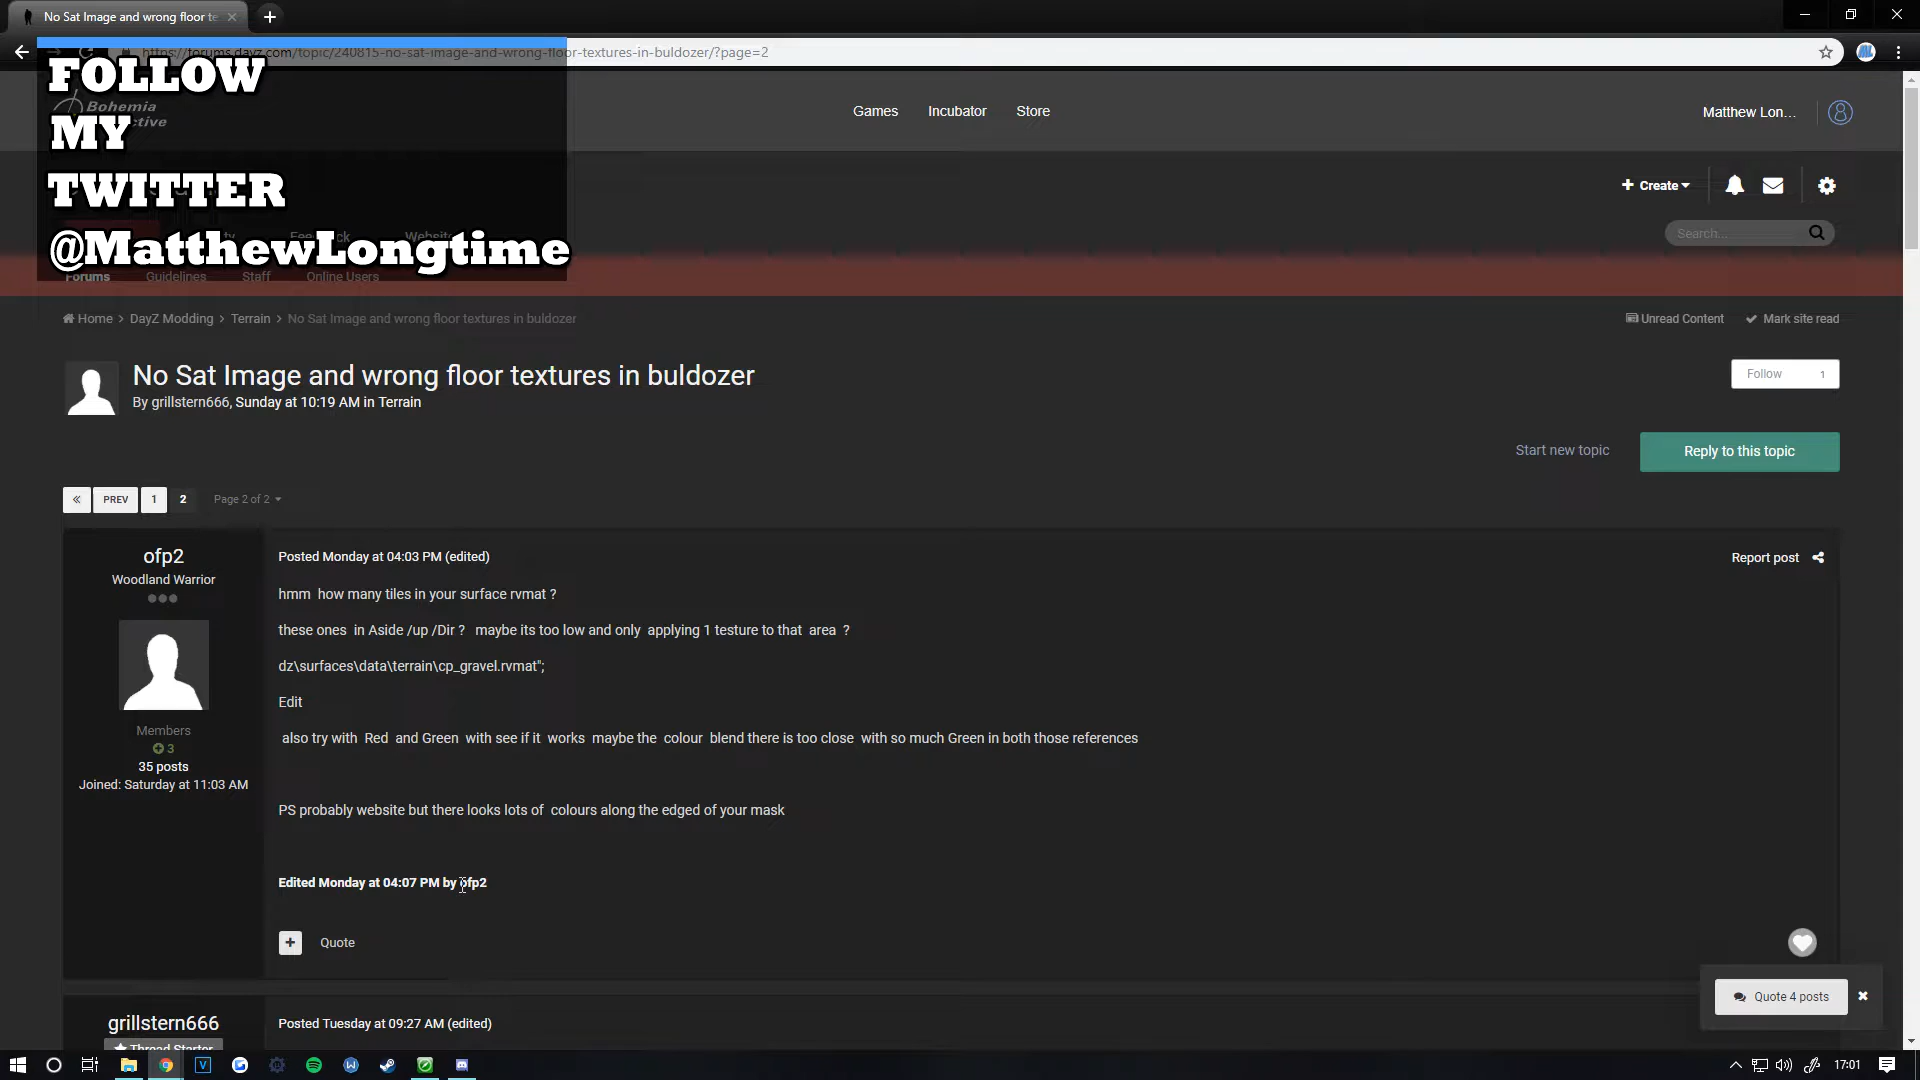 No Sat Image and wrong floor te
https://forums.dayz.com/topic/240815-no-sat-image-and-wrong-floor-textures-in-buldozer/?page=2
FOLLOW
MY
TWITTER
@MatthewLongtime
Bohemia
Games Incubator Store
Matthew Lon...
+ Create
Search...
Forums Guidelines Staff Online Users
Home > DayZ Modding > Terrain > No Sat Image and wrong floor textures in buldozer
Unread Content Mark site read
No Sat Image and wrong floor textures in buldozer
By grillstern666, Sunday at 10:19 AM in Terrain
Follow 1
Start new topic Reply to this topic
« PREV 1 2 Page 2 of 2
ofp2
Woodland Warrior
Members
3
35 posts
Joined: Saturday at 11:03 AM
Posted Monday at 04:03 PM (edited)
Report post
hmm  how many tiles in your surface rvmat ?
these ones  in Aside /up /Dir ?   maybe its too low and only  applying 1 testure to that  area  ?
dz\surfaces\data\terrain\cp_gravel.rvmat";
Edit
also try with  Red  and Green  with see if it  works  maybe the  colour  blend there is too close  with so much Green in both those references
PS probably website but there looks lots of  colours along the edged of your mask
Edited Monday at 04:07 PM by ofp2
+ Quote
Quote 4 posts
grillstern666
Thread Starter
Posted Tuesday at 09:27 AM (edited)
17:01